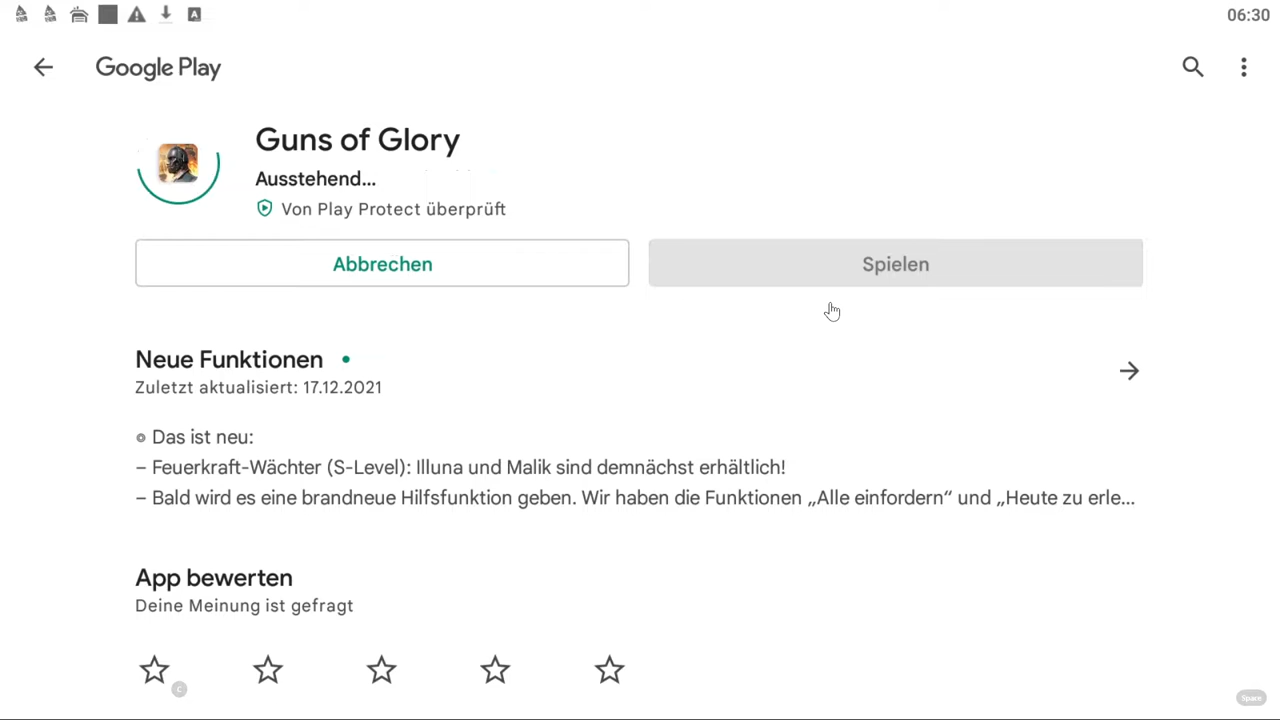 A
06:30
Google Play
Guns of Glory
Ausstehend...
Von Play Protect überprüft
Abbrechen
Spielen
Neue Funktionen
Zuletzt aktualisiert: 17.12.2021
⊚ Das ist neu:
– Feuerkraft-Wächter (S-Level): Illuna und Malik sind demnächst erhältlich!
– Bald wird es eine brandneue Hilfsfunktion geben. Wir haben die Funktionen „Alle einfordern“ und „Heute zu erle...
App bewerten
Deine Meinung ist gefragt
C
Space